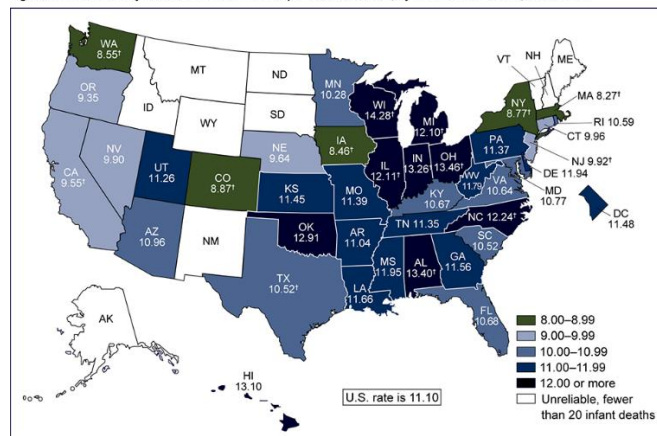 WA
8.55†
OR
9.35
CA
9.55†
NV
9.90
ID
MT
WY
UT
11.26
AZ
10.96
CO
8.87†
NM
ND
SD
NE
9.64
KS
11.45
OK
12.91
TX
10.52†
MN
10.28
IA
8.46†
MO
11.39
AR
11.04
LA
11.66
WI
14.28†
IL
12.11†
MI
12.10†
IN
13.26†
OH
13.46†
KY
10.67
TN 11.35
MS
11.95
AL
13.40†
GA
11.56
FL
10.68
SC
10.52
NC 12.24†
VA
10.64
WV
11.79
PA
11.37
NY
8.77†
VT
NH
ME
MA 8.27†
RI 10.59
CT 9.96
NJ 9.92†
DE 11.94
MD
10.77
DC
11.48
AK
HI
13.10
U.S. rate is 11.10
8.00–8.99
9.00–9.99
10.00–10.99
11.00–11.99
12.00 or more
Unreliable, fewer
than 20 infant deaths